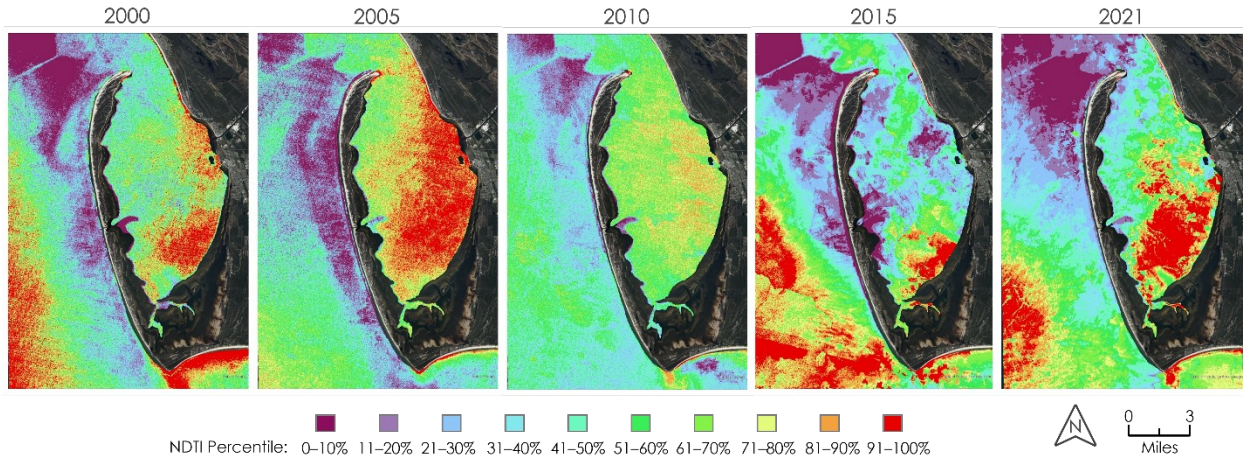 2000 2005 2010 2015 2021
NDTI Percentile: 0–10% 11–20% 21–30% 31–40% 41–50% 51–60% 61–70% 71–80% 81–90% 91–100%
N
0 3
Miles